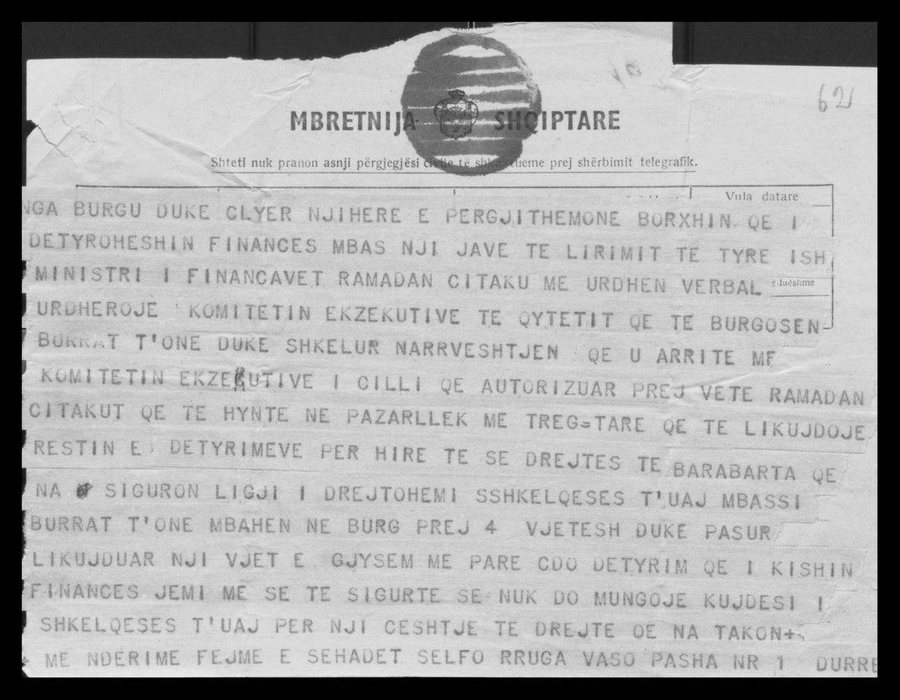 62
MBRETNIJA SHQIPTARE
Shteti nuk pranon asnji përgjegjësi civile të shkaktueme prej shërbimit telegrafik.
Vula datare
NGA BURGU DUKE CLYER NJIHERE E PERGJITHEMONE BORXHIN QE I
DETYROHESHIN FINANCES MBAS NJI JAVE TE LIRIMIT TE TYRE ISH
MINISTRI I FINANCAVET RAMADAN CITAKU ME URDHEN VERBAL
URDHEROJE KOMITETIN EKZEKUTIVE TE QYTETIT QE TE BURGOSEN
BURRAT T'ONE DUKE SHKELUR NARRVESHTJEN QE U ARRITE ME
KOMITETIN EKZEKUTIVE I CILLI QE AUTORIZUAR PREJ VETE RAMADAN
CITAKUT QE TE HYNTE NE PAZARLLEK ME TREG=TARE QE TE LIKUJDOJE
RESTIN E DETYRIMEVE PER HIRE TE SE DREJTES TE BARABARTA QE
NA SIGURON LIGJI I DREJTOHEMI SSHKELQESES T'UAJ MBASSI
BURRAT T'ONE MBAHEN NE BURG PREJ 4 VJETESH DUKE PASUR
LIKUJDUAR NJI VJET E GJYSEM ME PARE CDO DETYRIM QE I KISHIN
FINANCES JEMI ME SE TE SIGURTE SE NUK DO MUNGOJE KUJDESI I
SHKELQESES T'UAJ PER NJI CESHTJE TE DREJTE QE NA TAKON+
+ ME NDERIME FEJME E SEHADET SELFO RRUGA VASO PASHA NR 1 DURRE